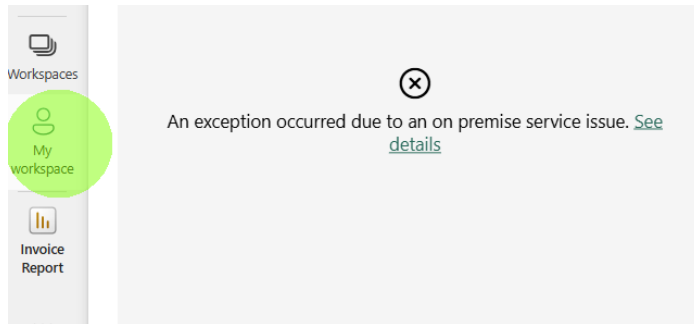 Workspaces
My
workspace
Invoice
Report
An exception occurred due to an on premise service issue. See
details